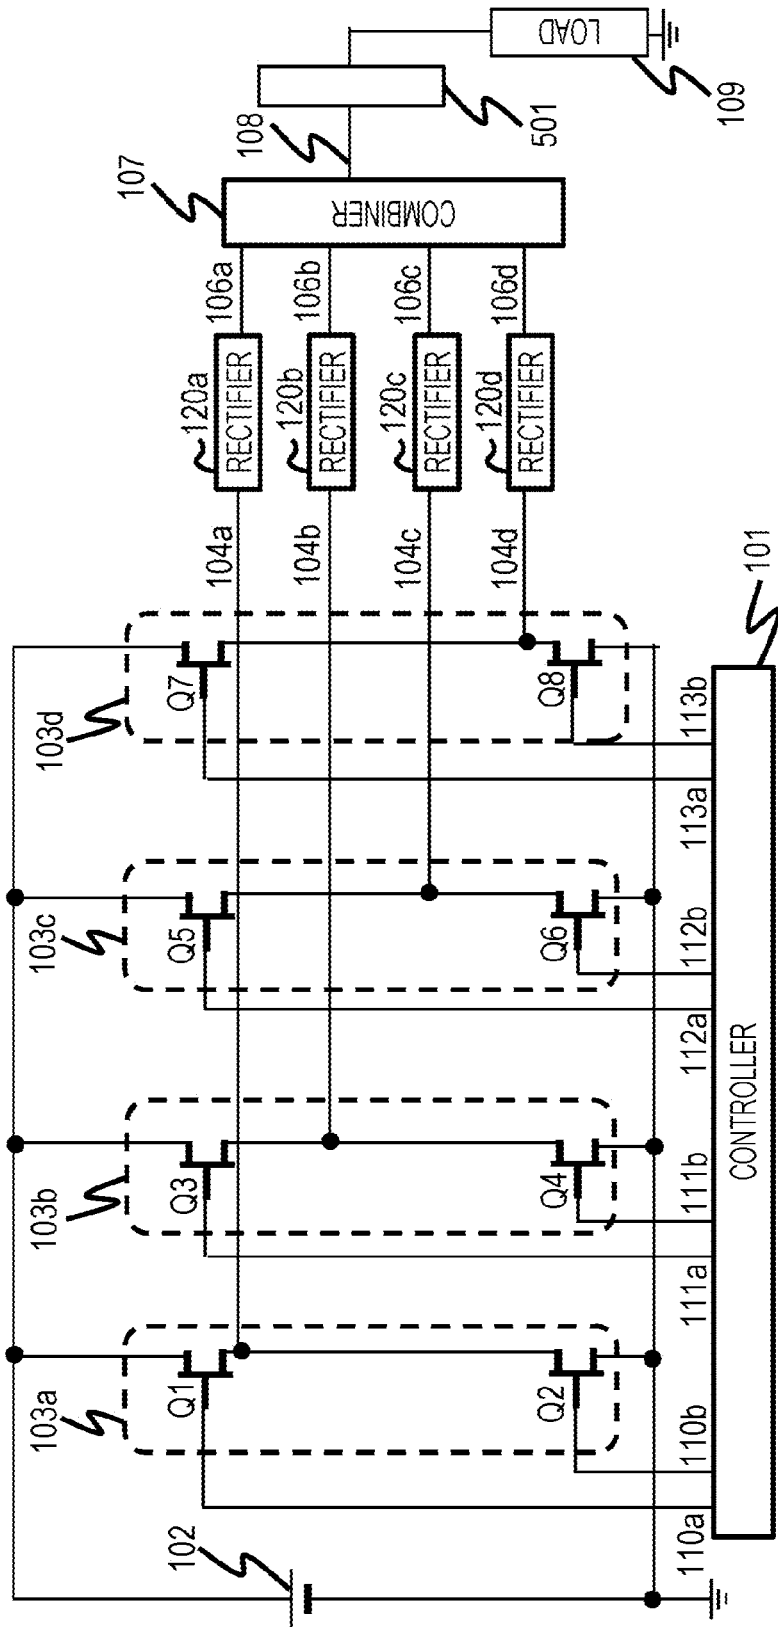 102
103a
103b
103c
103d
Q1
Q3
Q5
Q7
Q2
Q4
Q6
Q8
110a
110b
111a
111b
112a
112b
113a
113b
CONTROLLER
101
104a
104b
104c
104d
120a
RECTIFIER
120b
RECTIFIER
120c
RECTIFIER
120d
RECTIFIER
106a
106b
106c
106d
107
COMBINER
108
501
LOAD
109